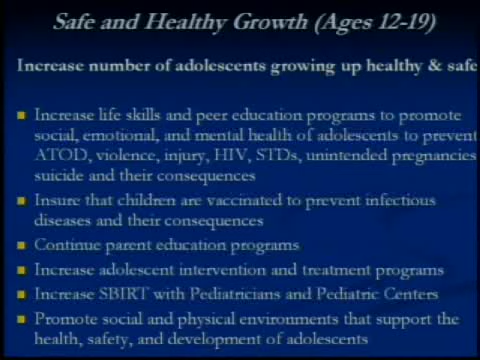 Safe and Healthy Growth (Ages 12-19)
Increase number of adolescents growing up healthy & safe
Increase life skills and peer education programs to promote
social, emotional, and mental health of adolescents to prevent
ATOD, violence, injury, HIV, STDs, unintended pregnancies
suicide and their consequences
Insure that children are vaccinated to prevent infectious
diseases and their consequences
Continue parent education programs
Increase adolescent intervention and treatment programs
Increase SBIRT with Pediatricians and Pediatric Centers
Promote social and physical environments that support the
health, safety, and development of adolescents